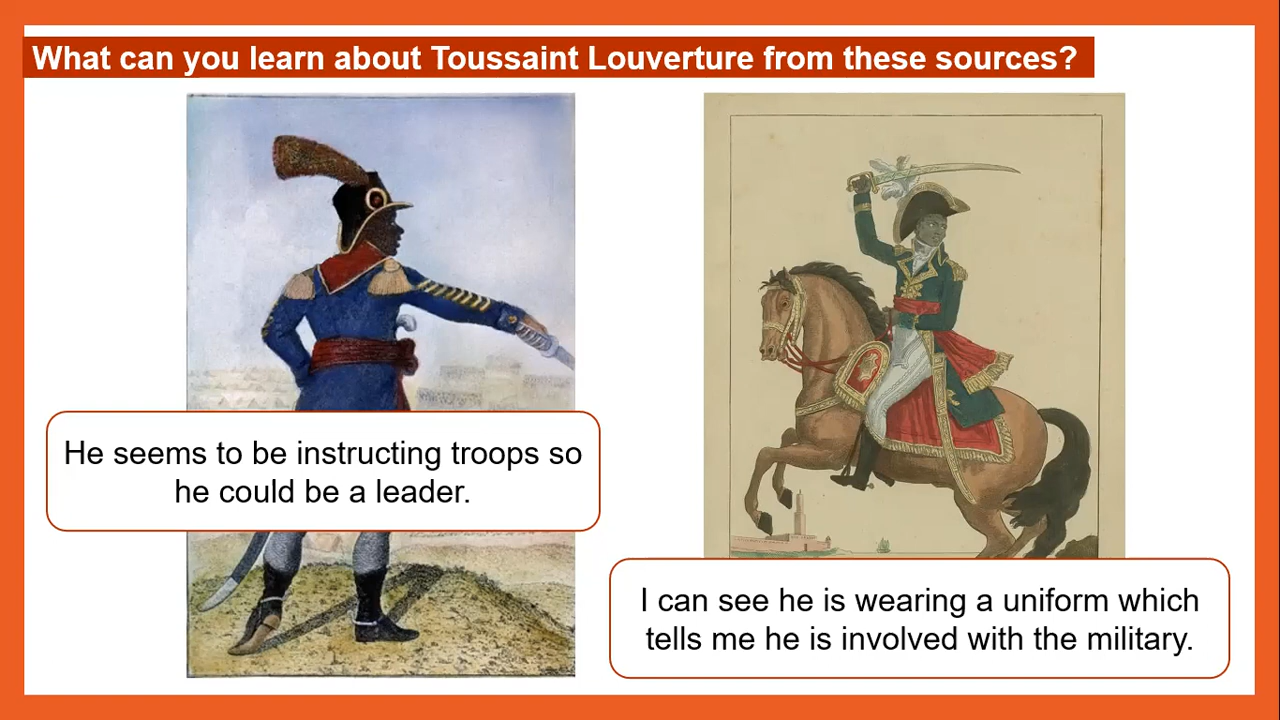 What can you learn about Toussaint Louverture from these sources?
He seems to be instructing troops so
he could be a leader.
I can see he is wearing a uniform which
tells me he is involved with the military.